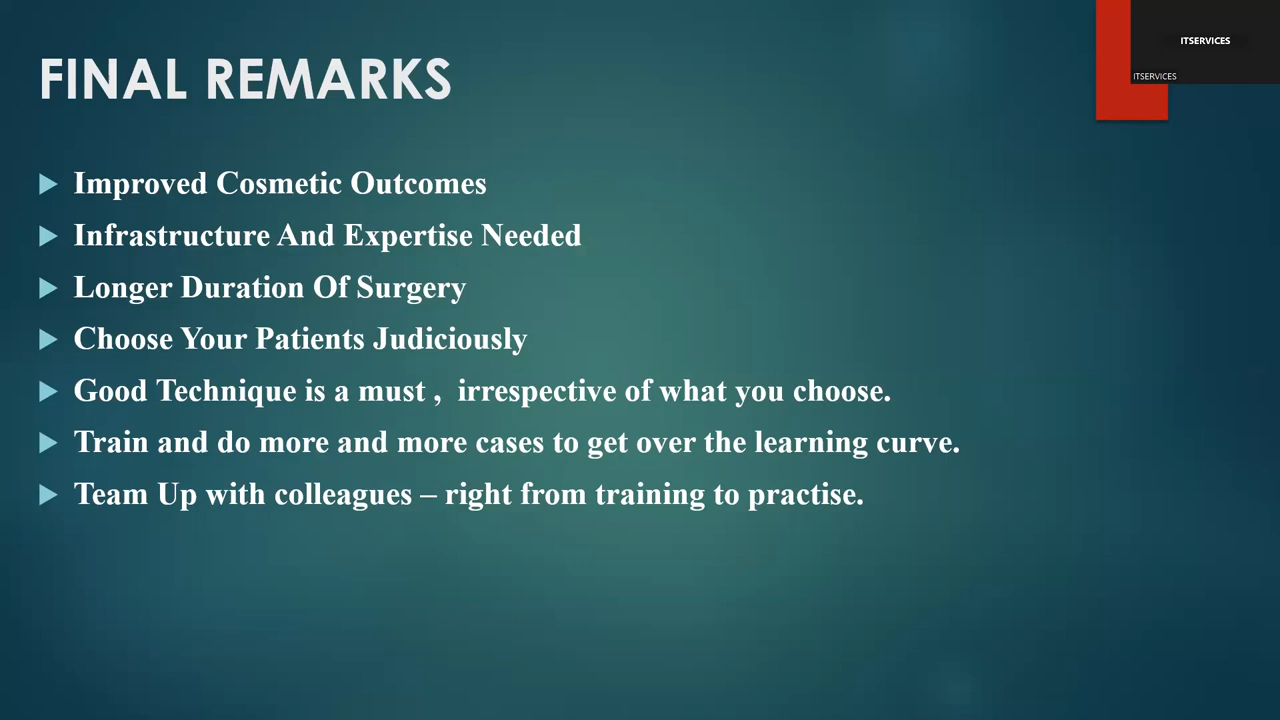 FINAL REMARKS
ITSERVICES
ITSERVICES
Improved Cosmetic Outcomes
Infrastructure And Expertise Needed
Longer Duration Of Surgery
Choose Your Patients Judiciously
Good Technique is a must ,  irrespective of what you choose.
Train and do more and more cases to get over the learning curve.
Team Up with colleagues – right from training to practise.